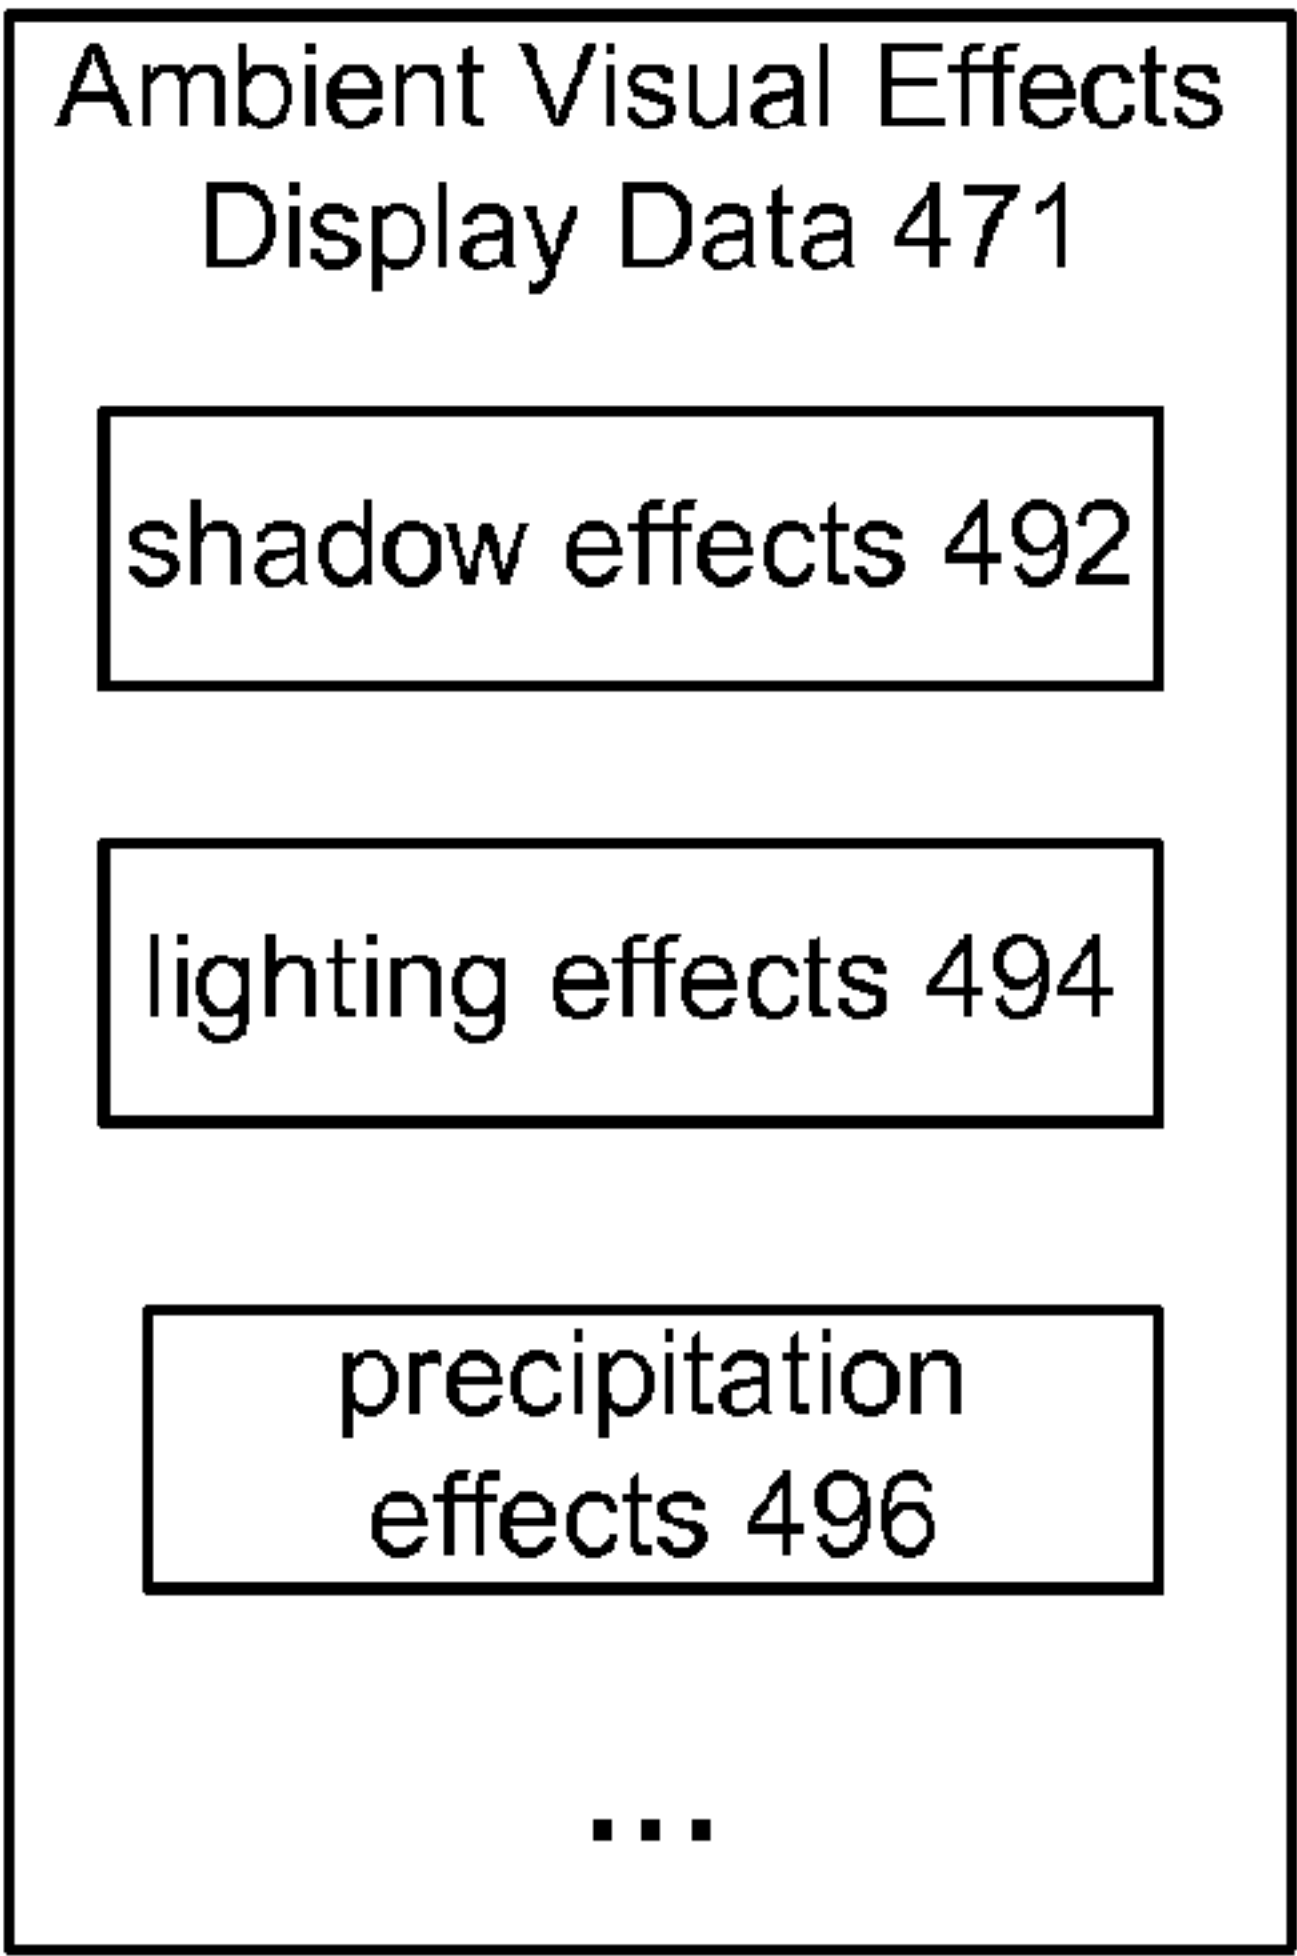 Ambient Visual Effects
Display Data 471
shadow effects 492
lighting effects 494
precipitation
effects 496
...